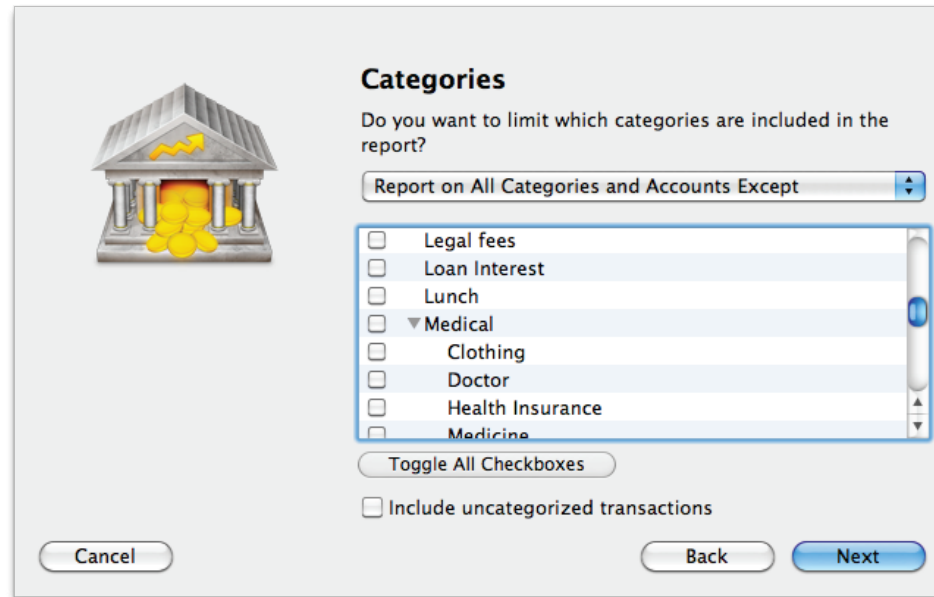 Categories
Do you want to limit which categories are included in the
report?
Report on All Categories and Accounts Except
Legal fees
Loan Interest
Lunch
Medical
Clothing
Doctor
Health Insurance
Medicine
Toggle All Checkboxes
Include uncategorized transactions
Cancel
Back
Next